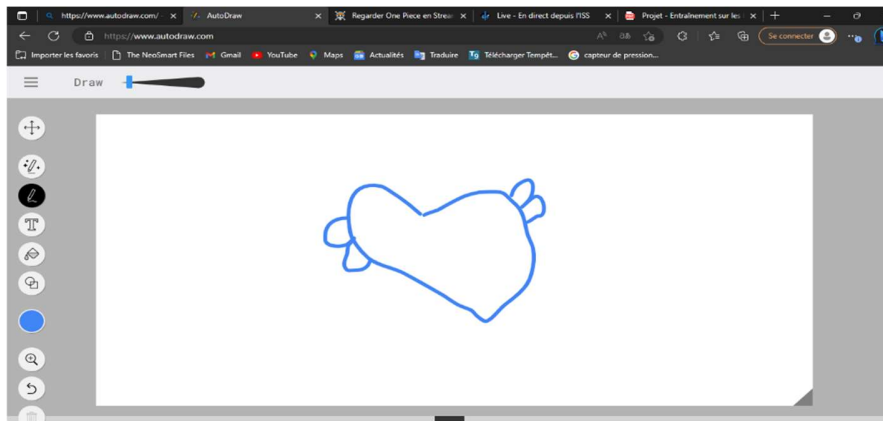 https://www.autodraw.com/
AutoDraw
Regarder One Piece en Strea
Live - En direct depuis l'ISS
Projet - Entraînement sur les
https://www.autodraw.com
Se connecter
Importer les favoris
The NeoSmart Files
Gmail
YouTube
Maps
Actualités
Traduire
Télécharger Tempêt...
capteur de pression...
Draw
T